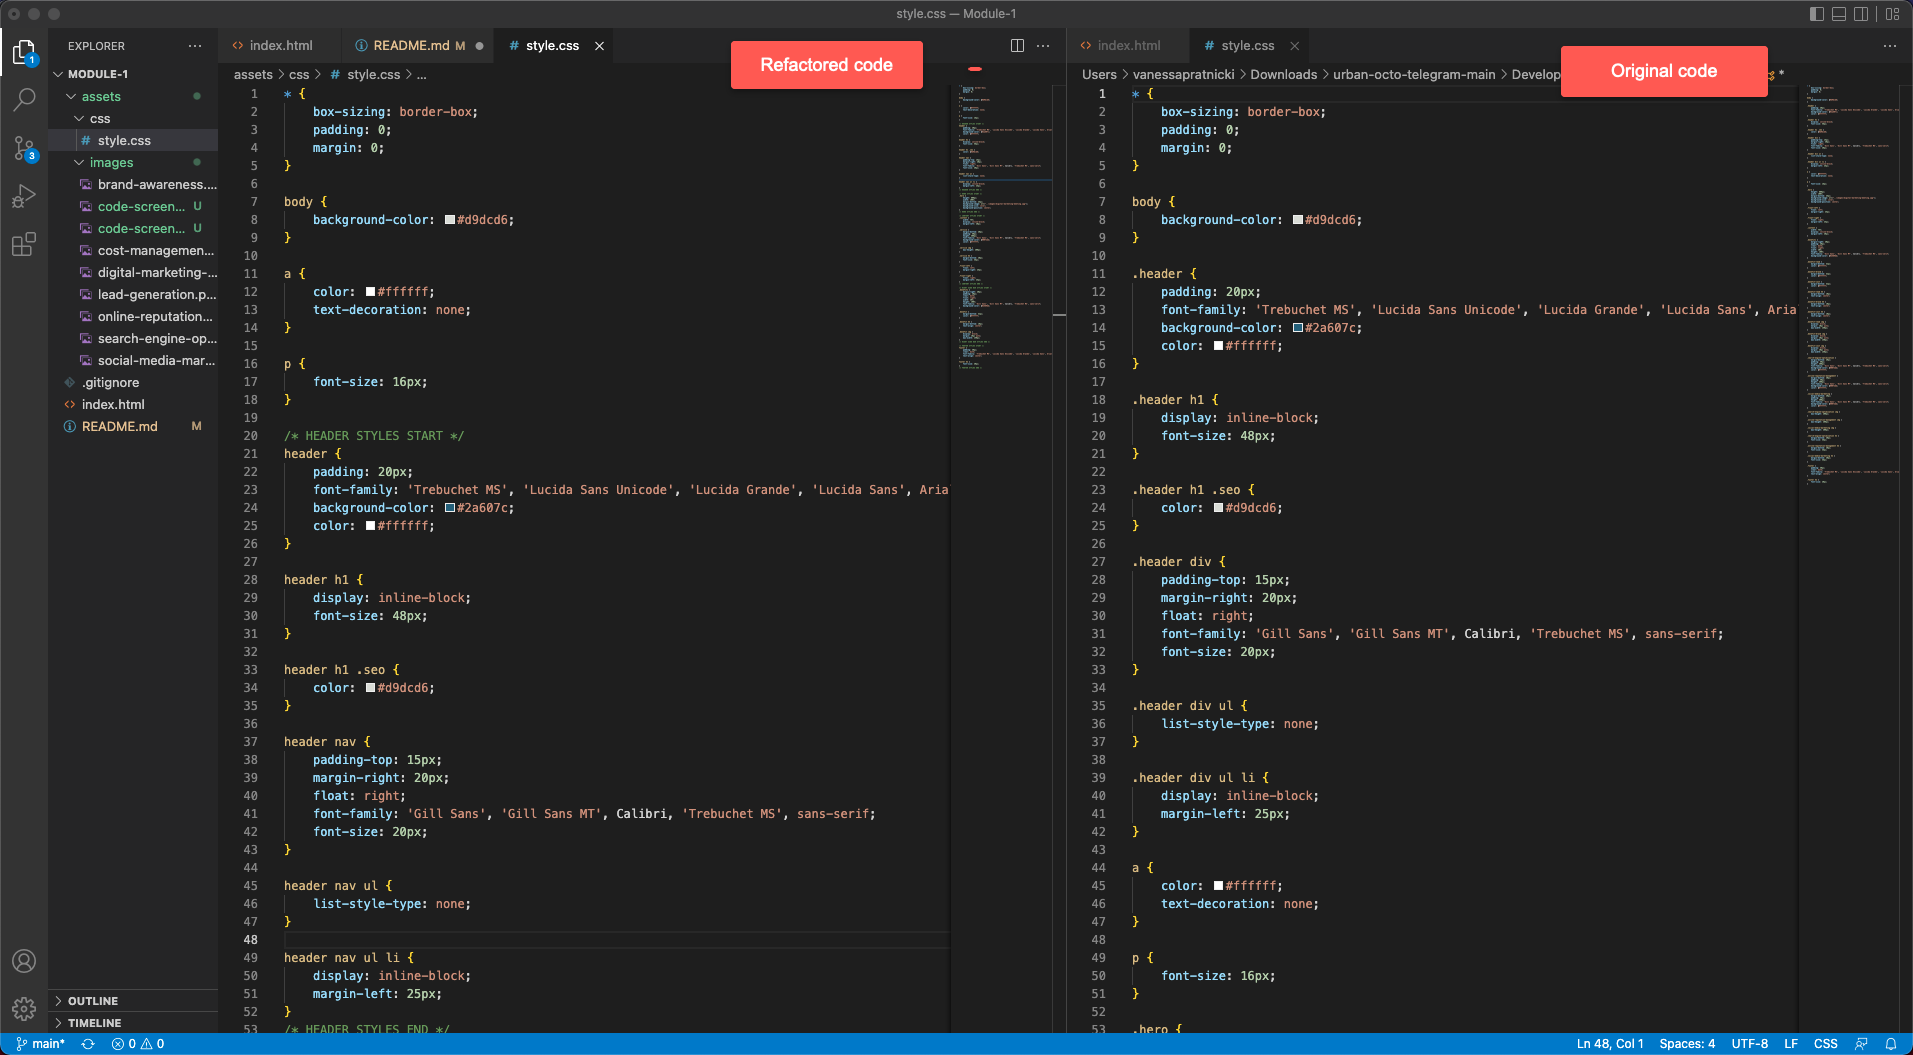 style.css — Module-1
EXPLORER
MODULE-1
assets
css
# style.css
images
brand-awareness....
code-screen... U
code-screen... U
cost-managemen...
digital-marketing-...
lead-generation.p...
online-reputation...
search-engine-op...
social-media-mar...
.gitignore
index.html
README.md M
OUTLINE
TIMELINE
1
3
index.html
README.md M
# style.css
Refactored code
assets > css > # style.css > ...
1 * {
2 box-sizing: border-box;
3 padding: 0;
4 margin: 0;
5 }
6
7 body {
8 background-color: #d9dcd6;
9 }
10
11 a {
12 color: #ffffff;
13 text-decoration: none;
14 }
15
16 p {
17 font-size: 16px;
18 }
19
20 /* HEADER STYLES START */
21 header {
22 padding: 20px;
23 font-family: 'Trebuchet MS', 'Lucida Sans Unicode', 'Lucida Grande', 'Lucida Sans', Aria
24 background-color: #2a607c;
25 color: #ffffff;
26 }
27
28 header h1 {
29 display: inline-block;
30 font-size: 48px;
31 }
32
33 header h1 .seo {
34 color: #d9dcd6;
35 }
36
37 header nav {
38 padding-top: 15px;
39 margin-right: 20px;
40 float: right;
41 font-family: 'Gill Sans', 'Gill Sans MT', Calibri, 'Trebuchet MS', sans-serif;
42 font-size: 20px;
43 }
44
45 header nav ul {
46 list-style-type: none;
47 }
48
49 header nav ul li {
50 display: inline-block;
51 margin-left: 25px;
52 }
53 /* HEADER STYLES END */
index.html
# style.css
Original code
Users > vanessapratnicki > Downloads > urban-octo-telegram-main > Develop
1 * {
2 box-sizing: border-box;
3 padding: 0;
4 margin: 0;
5 }
6
7 body {
8 background-color: #d9dcd6;
9 }
10
11 .header {
12 padding: 20px;
13 font-family: 'Trebuchet MS', 'Lucida Sans Unicode', 'Lucida Grande', 'Lucida Sans', Aria
14 background-color: #2a607c;
15 color: #ffffff;
16 }
17
18 .header h1 {
19 display: inline-block;
20 font-size: 48px;
21 }
22
23 .header h1 .seo {
24 color: #d9dcd6;
25 }
26
27 .header div {
28 padding-top: 15px;
29 margin-right: 20px;
30 float: right;
31 font-family: 'Gill Sans', 'Gill Sans MT', Calibri, 'Trebuchet MS', sans-serif;
32 font-size: 20px;
33 }
34
35 .header div ul {
36 list-style-type: none;
37 }
38
39 .header div ul li {
40 display: inline-block;
41 margin-left: 25px;
42 }
43
44 a {
45 color: #ffffff;
46 text-decoration: none;
47 }
48
49 p {
50 font-size: 16px;
51 }
52
53 .hero {
main* 0 0 Ln 48, Col 1 Spaces: 4 UTF-8 LF CSS